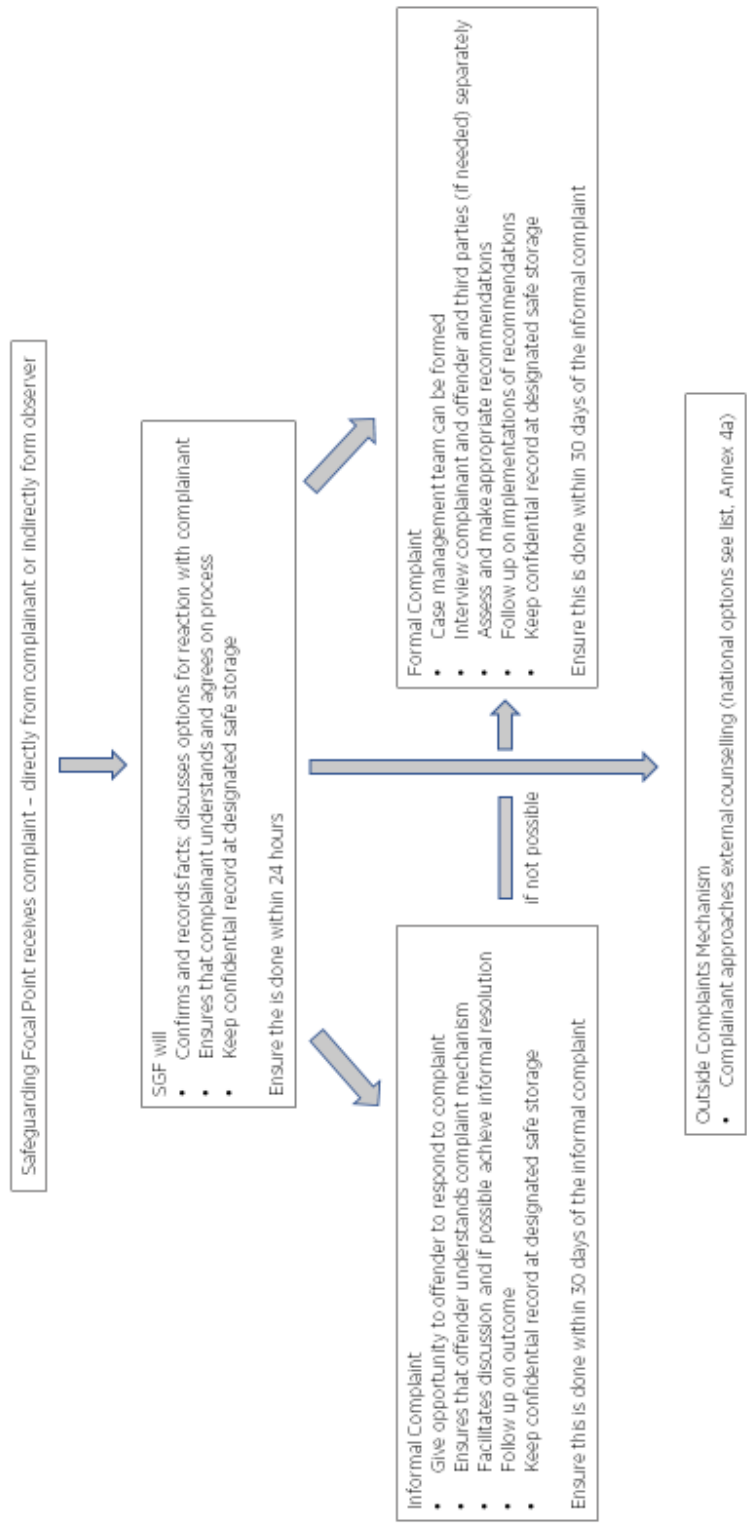 Safeguarding Focal Point receives complaint – directly from complainant or indirectly form observer
SGF will
• Confirms and records facts; discusses options for reaction with complainant
• Ensures that complainant understands and agrees on process
• Keep confidential record at designated safe storage
Ensure the is done within 24 hours
Informal Complaint
• Give opportunity to offender to respond to complaint
• Ensures that offender understands complaint mechanism
• Facilitates discussion and if possible achieve informal resolution
• Follow up on outcome
• Keep confidential record at designated safe storage
Ensure this is done within 30 days of the informal complaint
if not possible
Formal Complaint
• Case management team can be formed
• Interview complainant and offender and third parties (if needed) separately
• Assess and make appropriate recommendations
• Follow up on implementations of recommendations
• Keep confidential record at designated safe storage
Ensure this is done within 30 days of the informal complaint
Outside Complaints Mechanism
• Complainant approaches external counselling (national options see list, Annex 4a)